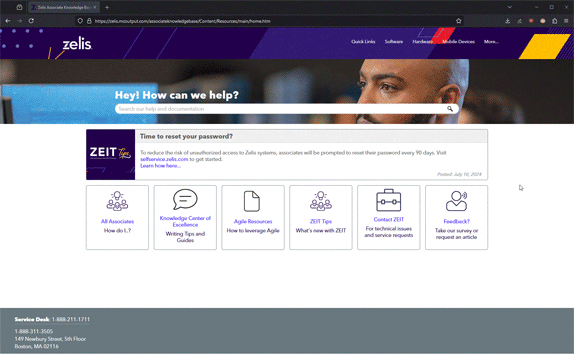 Zelis Associate Knowledge Ba
https://zelis.mxoutput.com/associateknowledgebase/Content/Resources/main/home.htm
zelis.
Quick Links Software Hardware Mobile Devices More...
Hey! How can we help?
Search our help and documentation
ZEIT Tips
Time to reset your password?
To reduce the risk of unauthorized access to Zelis systems, associates will be prompted to reset their password every 90 days. Visit
selfservice.zelis.com to get started.
Learn how here...
Posted: July 10, 2024
All Associates
How do I..?
Knowledge Center of
Excellence
Writing Tips and
Guides
Agile Resources
How to leverage Agile
ZEIT Tips
What's new with ZEIT
Contact ZEIT
For technical issues
and service requests
Feedback?
Take our survey or
request an article
Service Desk: 1-888-211-1711
1-888-311-3505
149 Newbury Street, 5th Floor
Boston, MA 02116